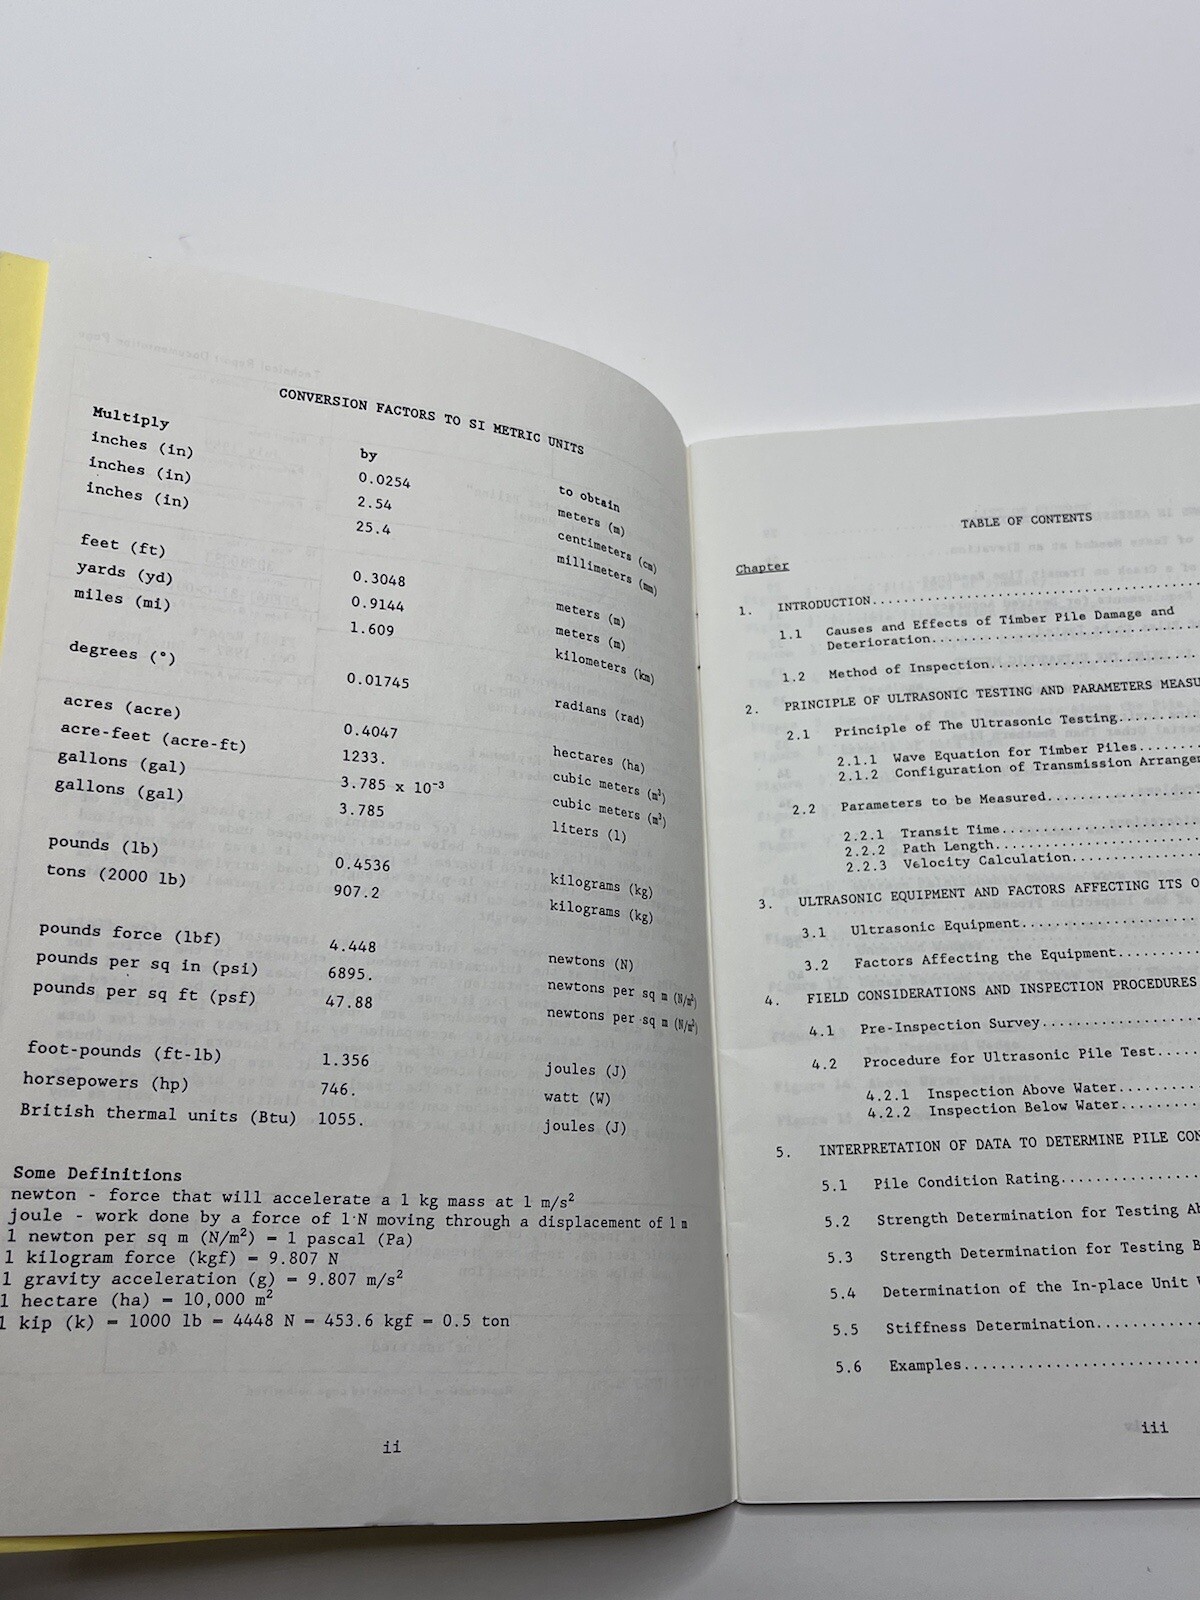 CONVERSION FACTORS TO SI METRIC UNITS
Multiply by to obtain
inches (in) 0.0254 meters (m)
inches (in) 2.54 centimeters (cm)
inches (in) 25.4 millimeters (mm)
feet (ft) 0.3048 meters (m)
yards (yd) 0.9144 meters (m)
miles (mi) 1.609 kilometers (km)
degrees (°) 0.01745 radians (rad)
acres (acre) 0.4047 hectares (ha)
acre-feet (acre-ft) 1233. cubic meters (m³)
gallons (gal) 3.785 x 10⁻³ cubic meters (m³)
gallons (gal) 3.785 liters (l)
pounds (lb) 0.4536 kilograms (kg)
tons (2000 lb) 907.2 kilograms (kg)
pounds force (lbf) 4.448 newtons (N)
pounds per sq in (psi) 6895. newtons per sq m (N/m²)
pounds per sq ft (psf) 47.88 newtons per sq m (N/m²)
foot-pounds (ft-lb) 1.356 joules (J)
horsepowers (hp) 746. watt (W)
British thermal units (Btu) 1055. joules (J)
Some Definitions
newton - force that will accelerate a 1 kg mass at 1 m/s²
joule - work done by a force of 1 N moving through a displacement of 1 m
1 newton per sq m (N/m²) = 1 pascal (Pa)
1 kilogram force (kgf) = 9.807 N
1 gravity acceleration (g) = 9.807 m/s²
1 hectare (ha) = 10,000 m²
1 kip (k) = 1000 lb = 4448 N = 453.6 kgf = 0.5 ton
ii
TABLE OF CONTENTS
Chapter
1. INTRODUCTION
1.1 Causes and Effects of Timber Pile Damage and
Deterioration
1.2 Method of Inspection
2. PRINCIPLE OF ULTRASONIC TESTING AND PARAMETERS MEASU
2.1 Principle of The Ultrasonic Testing
2.1.1 Wave Equation for Timber Piles
2.1.2 Configuration of Transmission Arrange
2.2 Parameters to be Measured
2.2.1 Transit Time
2.2.2 Path Length
2.2.3 Velocity Calculation
3. ULTRASONIC EQUIPMENT AND FACTORS AFFECTING ITS O
3.1 Ultrasonic Equipment
3.2 Factors Affecting the Equipment
4. FIELD CONSIDERATIONS AND INSPECTION PROCEDURES
4.1 Pre-Inspection Survey
4.2 Procedure for Ultrasonic Pile Test
4.2.1 Inspection Above Water
4.2.2 Inspection Below Water
5. INTERPRETATION OF DATA TO DETERMINE PILE CON
5.1 Pile Condition Rating
5.2 Strength Determination for Testing Ab
5.3 Strength Determination for Testing B
5.4 Determination of the In-place Unit
5.5 Stiffness Determination
5.6 Examples
iii